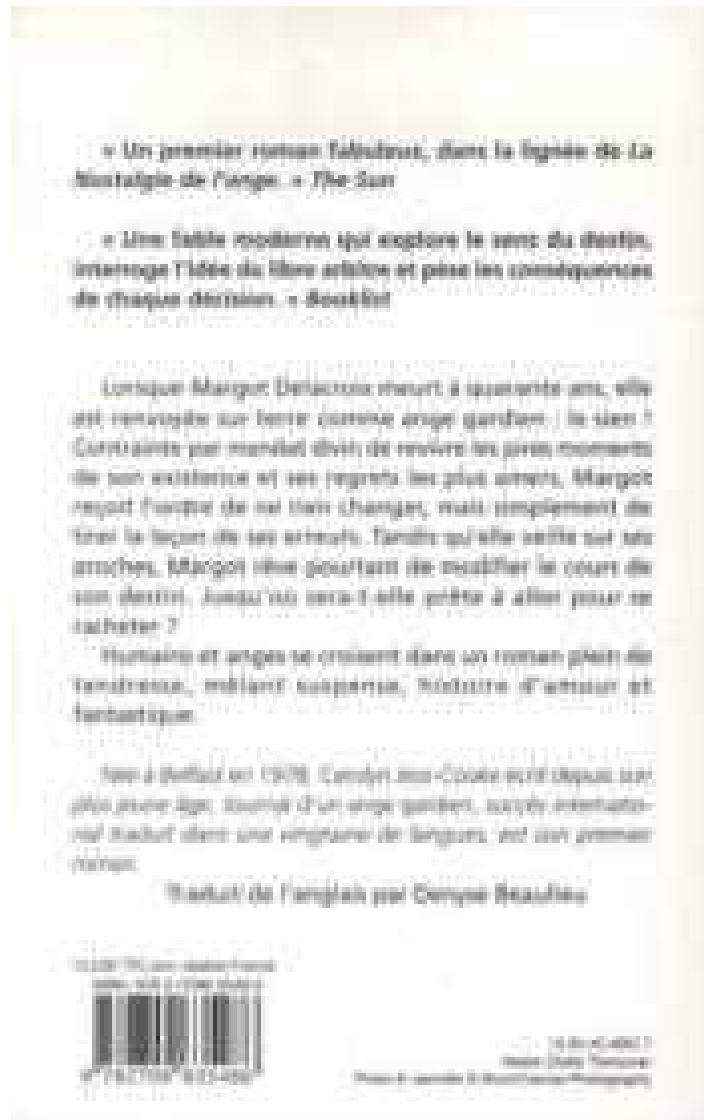 « Un premier roman fabuleux, dans la lignée de La
Nostalgie de l'ange. » The Sun
« Une fable moderne qui explore le sens du destin,
interroge l'idée du libre arbitre et pèse les conséquences
de chaque décision. » Booklist
Lorsque Margot Delacroix meurt à quarante ans, elle
est renvoyée sur terre comme ange gardien : le sien !
Contrainte par mandat divin de revivre les pires moments
de son existence et ses regrets les plus amers, Margot
reçoit l'ordre de ne rien changer, mais simplement de
tirer la leçon de ses erreurs. Tandis qu'elle veille sur ses
proches, Margot rêve pourtant de modifier le cours de
son destin. Jusqu'où sera-t-elle prête à aller pour se
racheter ?
Humains et anges se croisent dans un roman plein de
tendresse, mêlant suspense, histoire d'amour et
fantastique.
Née à Belfast en 1978, Carolyn Jess-Cooke écrit depuis son
plus jeune âge. Journal d'un ange gardien, succès internatio-
nal traduit dans une vingtaine de langues, est son premier
roman.
Traduit de l'anglais par Denyse Beaulieu